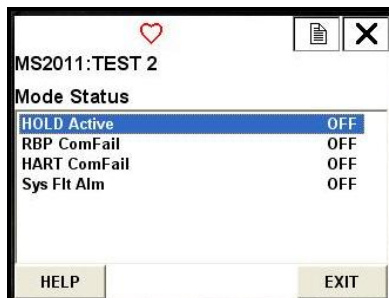 MS2011:TEST 2
Mode Status
HOLD Active OFF
RBP ComFail OFF
HART ComFail OFF
Sys Flt Alm OFF
HELP EXIT